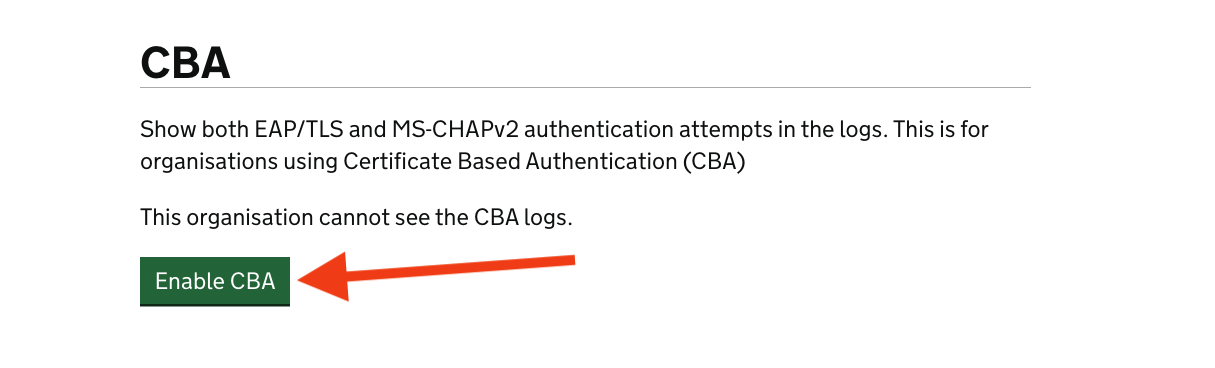 CBA
Show both EAP/TLS and MS-CHAPv2 authentication attempts in the logs. This is for
organisations using Certificate Based Authentication (CBA)
This organisation cannot see the CBA logs.
Enable CBA